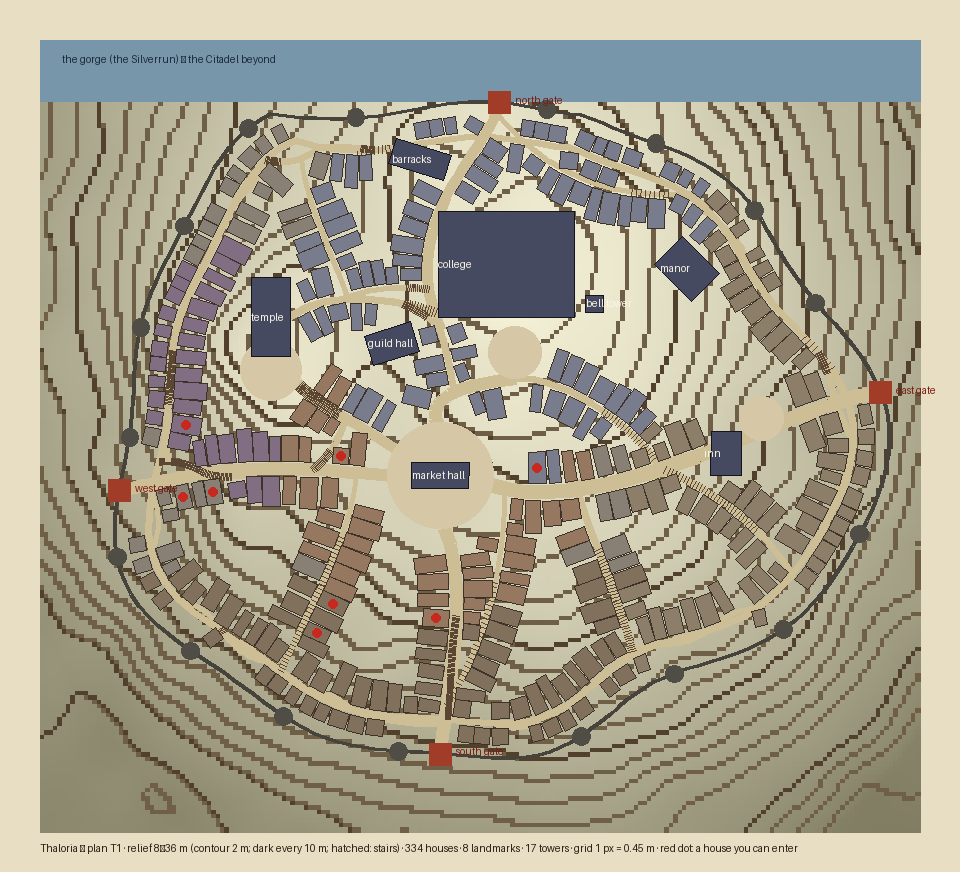 the gorge (the Silverrun) ▯ the Citadel beyond
north gate
barracks
college
manor
bell tower
temple
guild hall
east gate
inn
market hall
west gate
south gate
Thaloria ▯ plan T1 · relief 8▯36 m (contour 2 m; dark every 10 m; hatched: stairs) · 334 houses · 8 landmarks · 17 towers · grid 1 px = 0.45 m · red dot a house you can enter